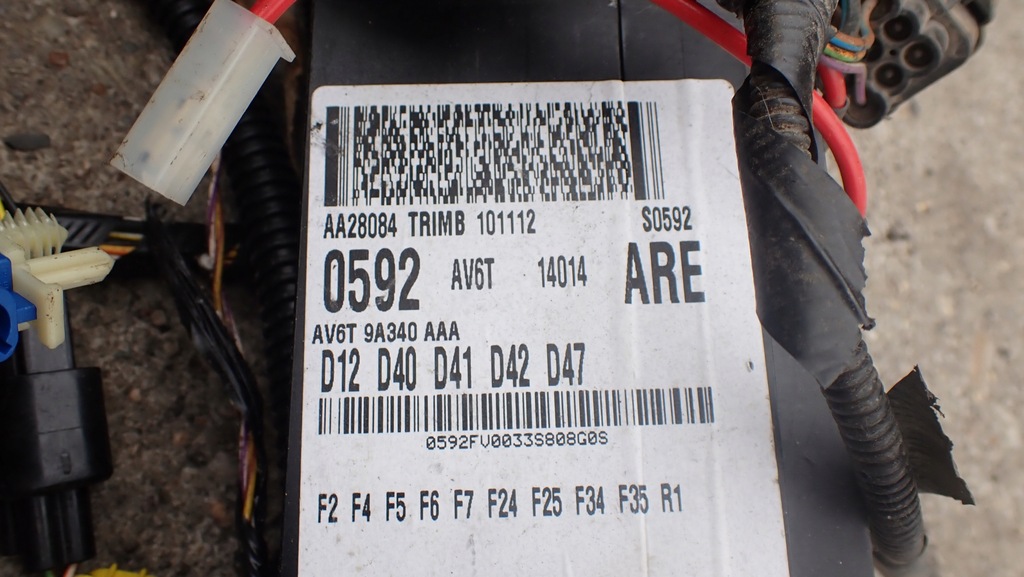 AA28084 TRIMB 101112 S0592
0592 AV6T 14014 ARE
AV6T 9A340 AAA
D12 D40 D41 D42 D47
0592FV0033S808G0S
F2 F4 F5 F6 F7 F24 F25 F34 F35 R1